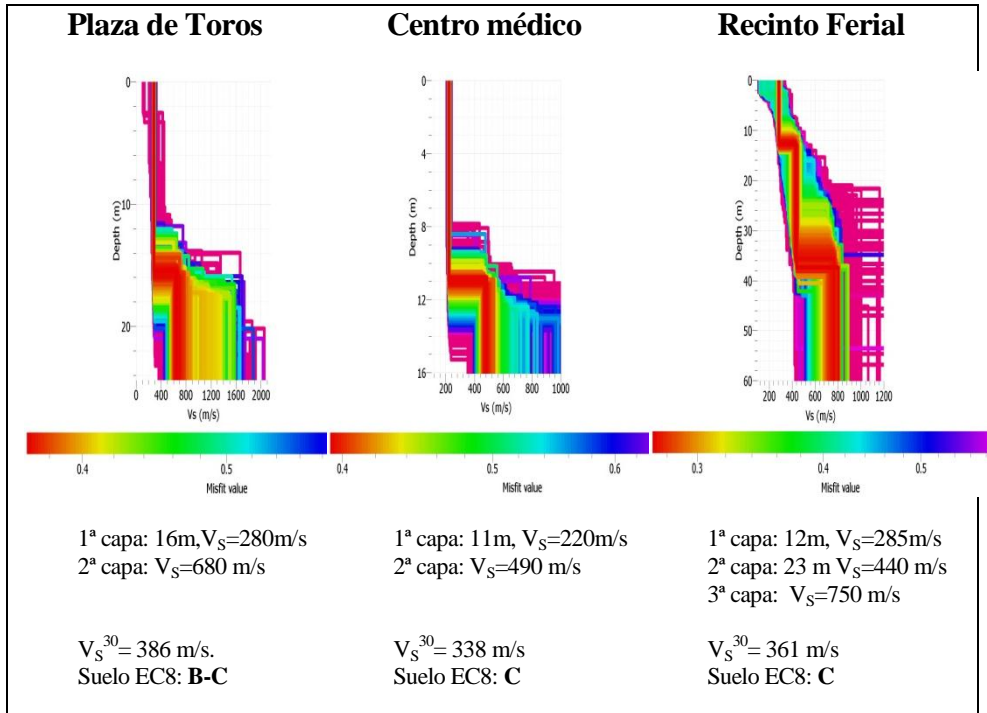 Plaza de Toros
Centro médico
Recinto Ferial
0
10
20
Depth (m)
0 400 800 1200 1600 2000
Vs (m/s)
0
4
8
12
16
Depth (m)
200 400 600 800 1000
Vs (m/s)
0
10
20
30
40
50
60
Depth (m)
200 400 600 800 1000 1200
Vs (m/s)
0.4 0.5
Misfit value
0.4 0.5 0.6
Misfit value
0.3 0.4 0.5
Misfit value
1ª capa: 16m,VS=280m/s
2ª capa: VS=680 m/s
VS30= 386 m/s.
Suelo EC8: B-C
1ª capa: 11m, VS=220m/s
2ª capa: VS=490 m/s
VS30= 338 m/s
Suelo EC8: C
1ª capa: 12m, VS=285m/s
2ª capa: 23 m VS=440 m/s
3ª capa: VS=750 m/s
VS30= 361 m/s
Suelo EC8: C